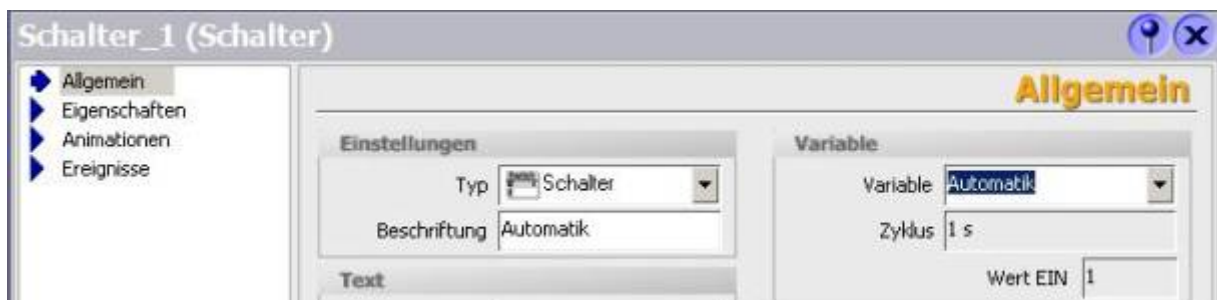 Schalter_1 (Schalter)
Allgemein
Eigenschaften
Animationen
Ereignisse
Allgemein
Einstellungen
Typ Schalter
Beschriftung Automatik
Text
Variable
Variable Automatik
Zyklus 1 s
Wert EIN 1